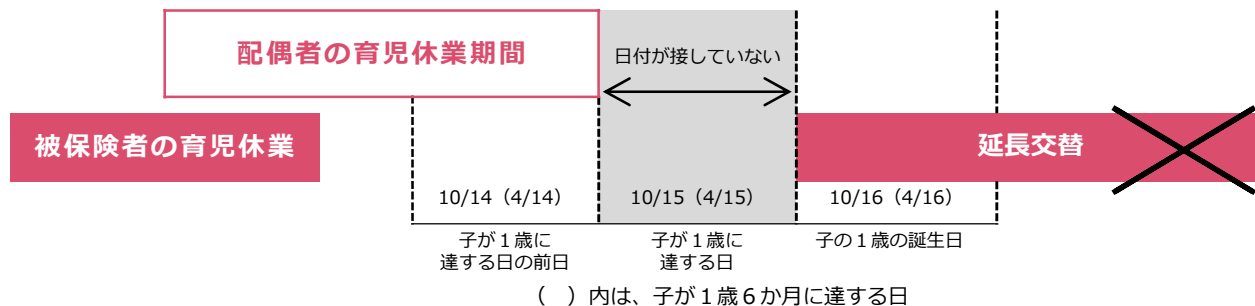 配偶者の育児休業期間
日付が接していない
被保険者の育児休業
延長交替
10/14（4/14）
10/15（4/15）
10/16（4/16）
子が１歳に
達する日の前日
子が１歳に
達する日
子の１歳の誕生日
（　）内は、子が１歳６か月に達する日